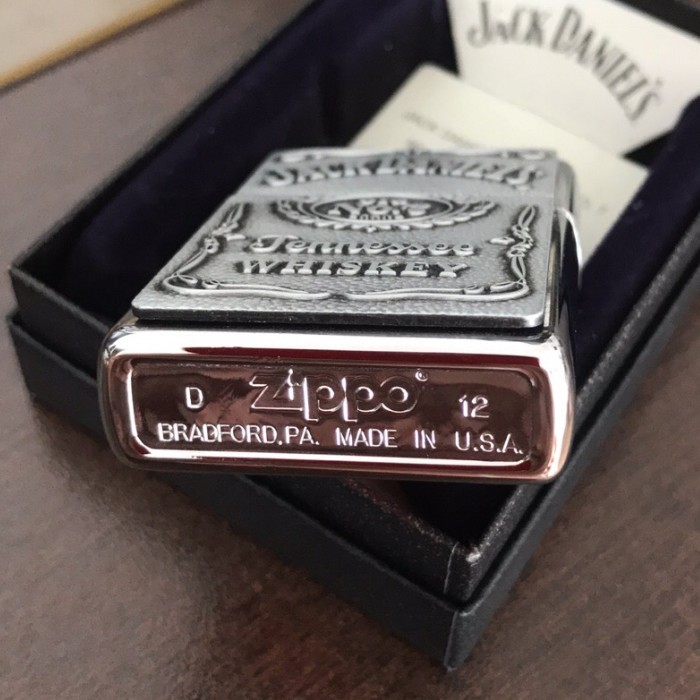 JACK DANIEL'S
JACK DANIEL'S
Tennessee
WHISKEY
D Zippo 12
BRADFORD, PA. MADE IN U.S.A.